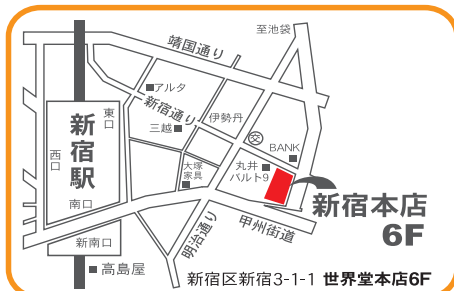 至池袋
靖国通り
アルタ
新宿通り
伊勢丹
三越
東口
交
BANK
新宿駅
西口
丸井
バルト9
大塚
家具
南口
新宿本店
6F
甲州街道
明治通り
新南口
高島屋
新宿区新宿3-1-1 世界堂本店6F